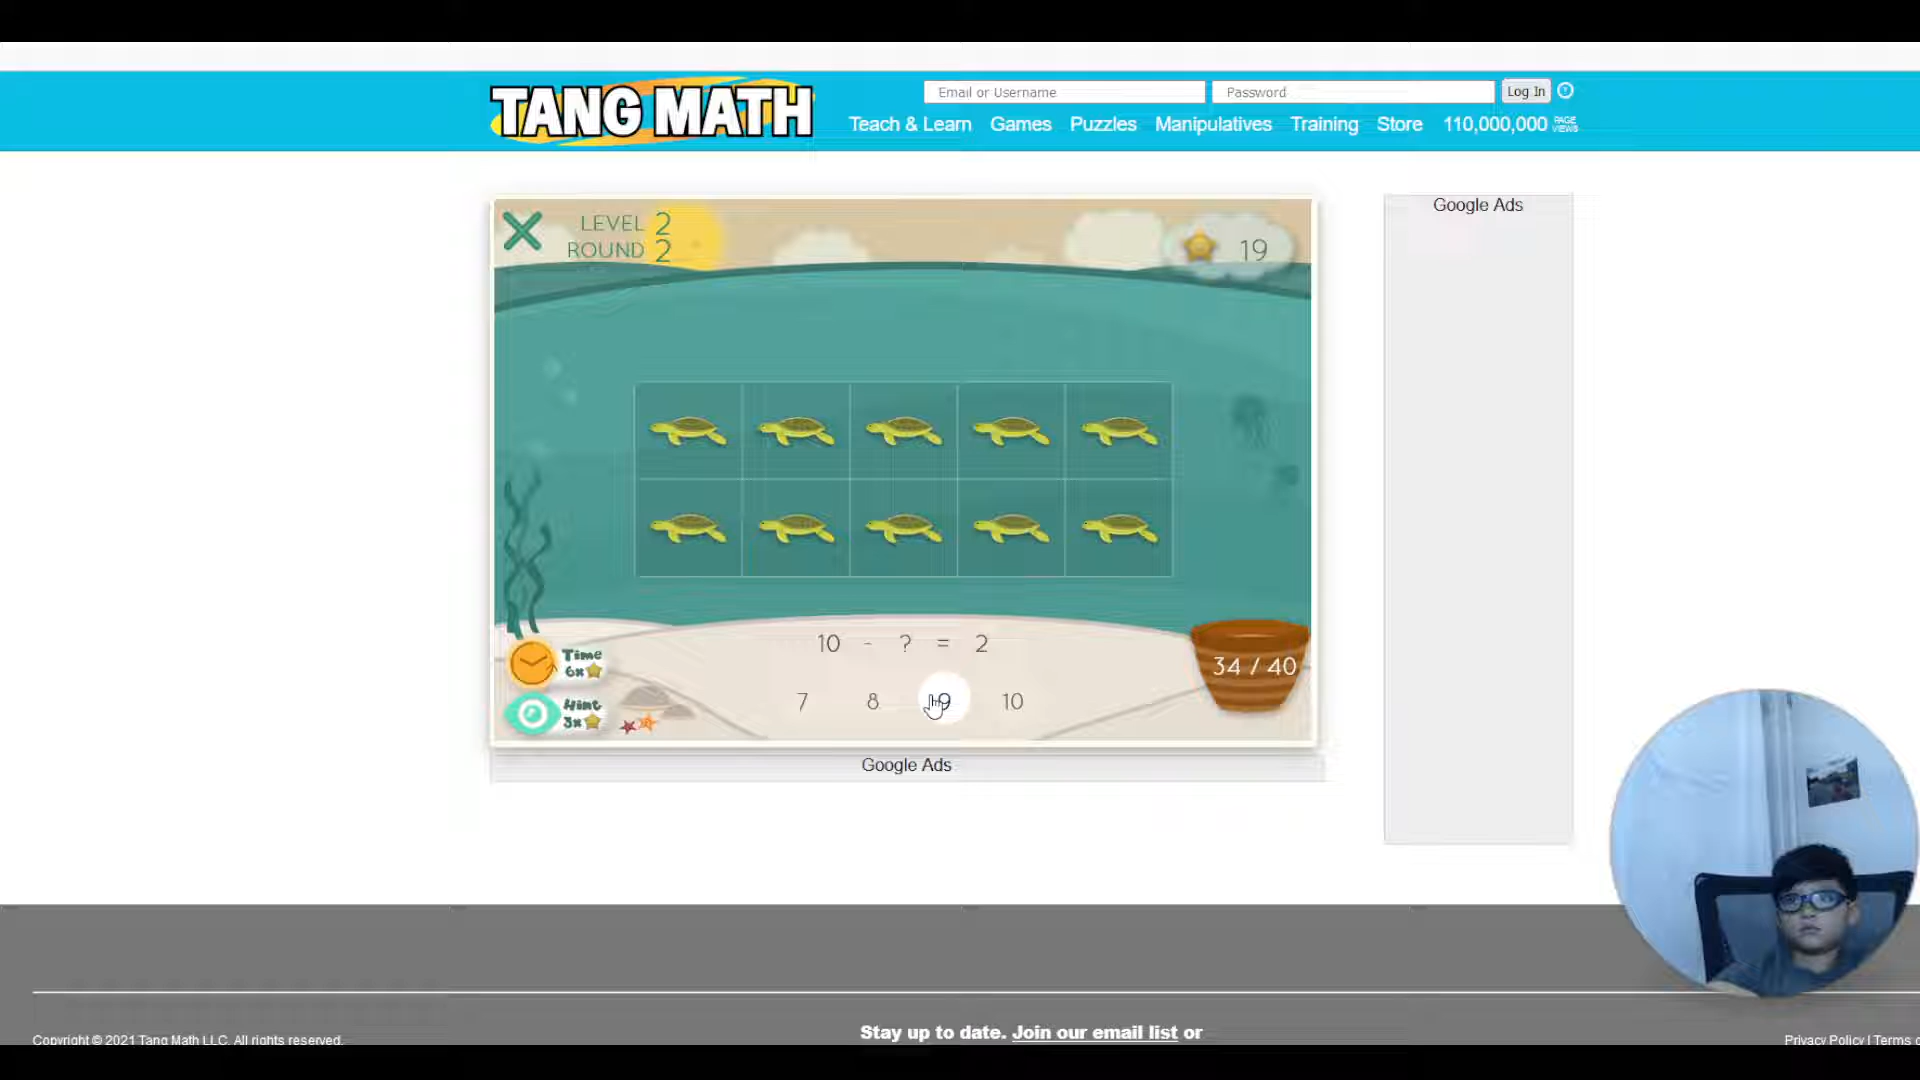 TANG MATH
Email or Username
Password
Log In
Teach & Learn
Games
Puzzles
Manipulatives
Training
Store
110,000,000 PAGE VIEWS
Google Ads
LEVEL 2
ROUND 2
19
10 - ? = 2
7 8 9 10
34 / 40
Time
6x
Hint
3x
Google Ads
Stay up to date. Join our email list or
Copyright © 2021 Tang Math LLC. All rights reserved.
Privacy Policy | Terms